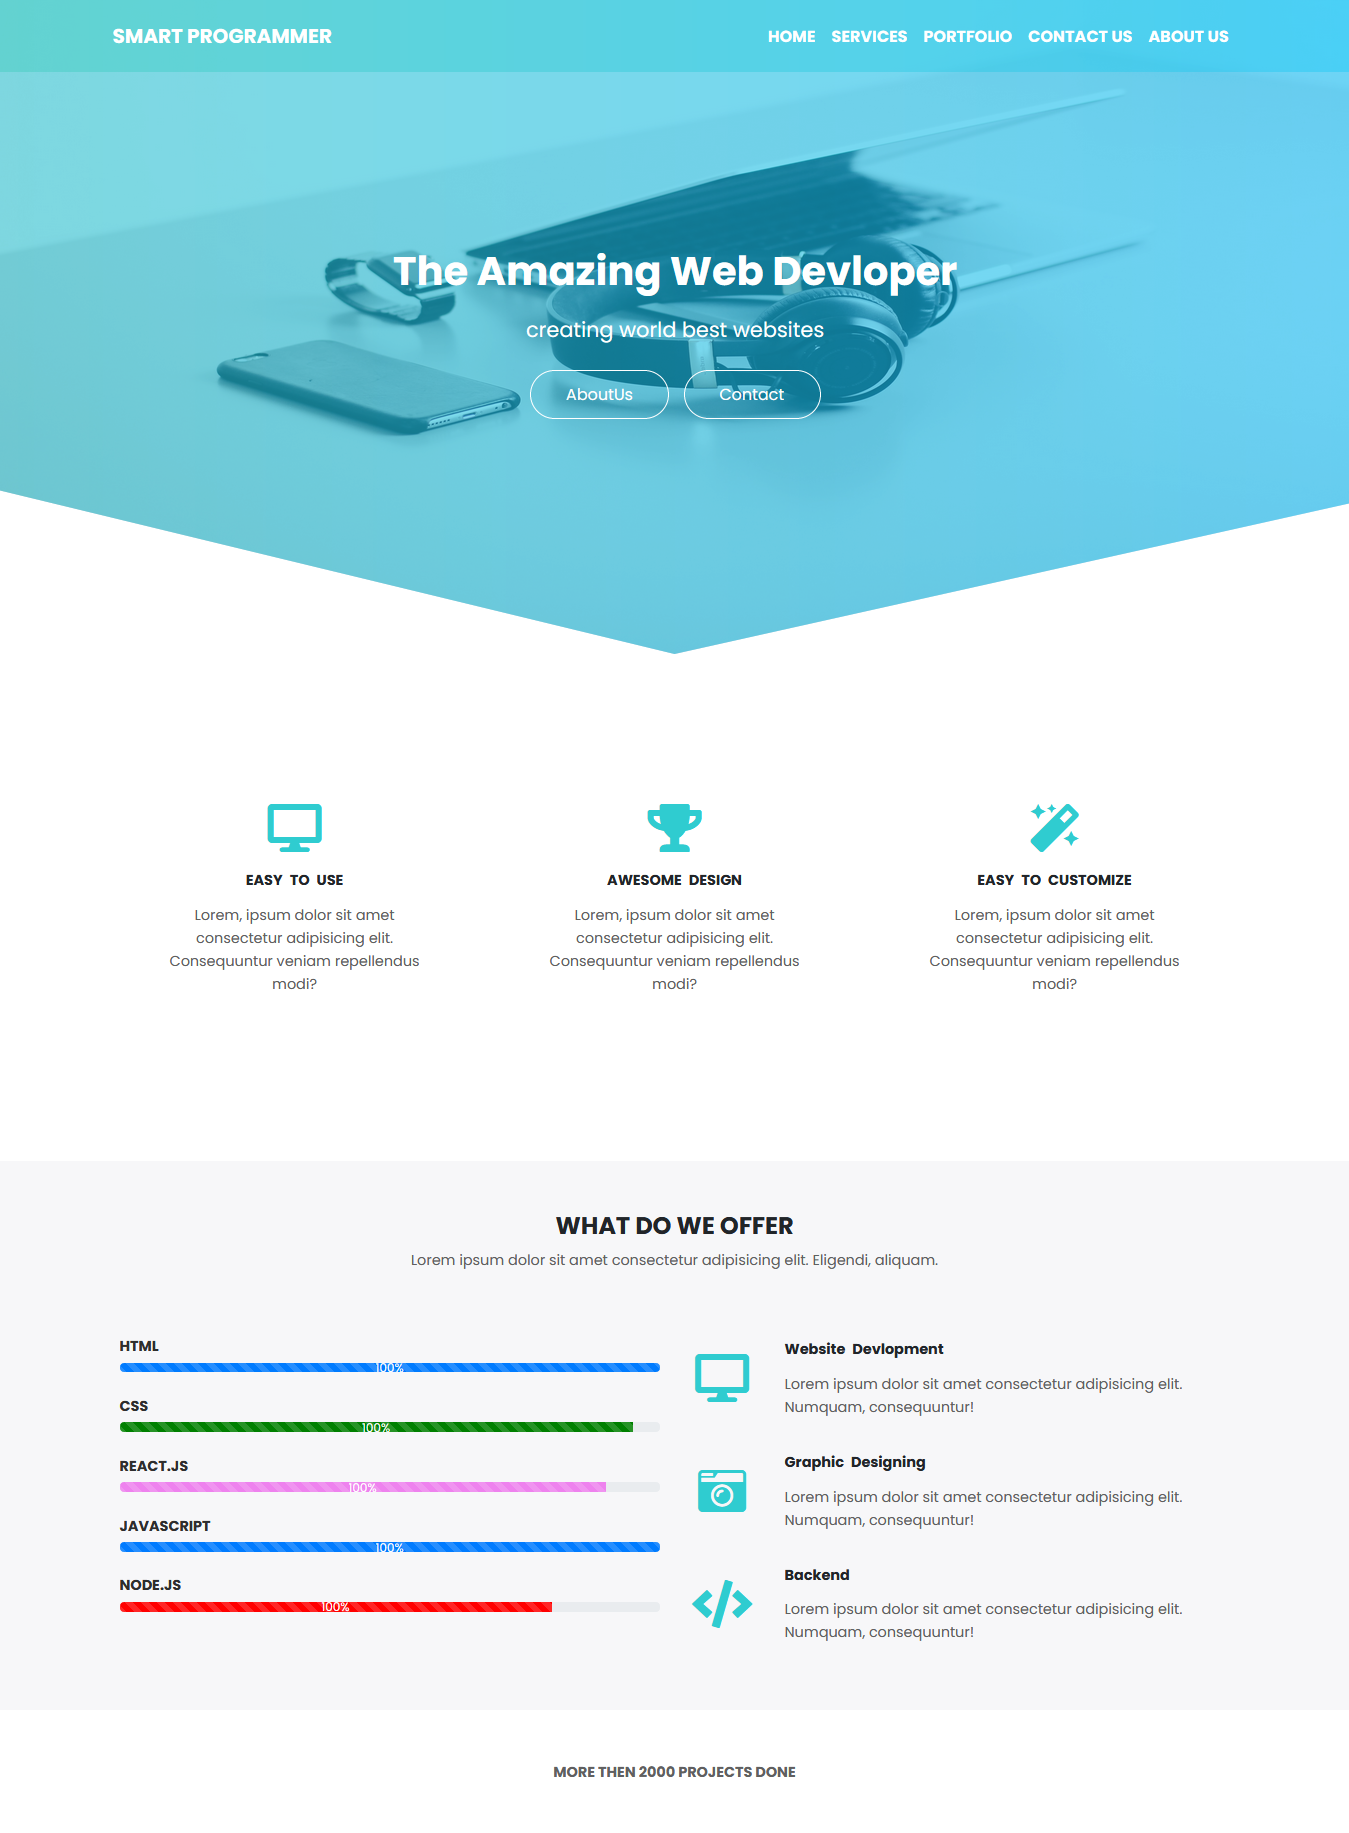 SMART PROGRAMMER
HOME SERVICES PORTFOLIO CONTACT US ABOUT US
The Amazing Web Devloper
creating world best websites
AboutUs Contact
EASY TO USE
Lorem, ipsum dolor sit amet
consectetur adipisicing elit.
Consequuntur veniam repellendus
modi?
AWESOME DESIGN
Lorem, ipsum dolor sit amet
consectetur adipisicing elit.
Consequuntur veniam repellendus
modi?
EASY TO CUSTOMIZE
Lorem, ipsum dolor sit amet
consectetur adipisicing elit.
Consequuntur veniam repellendus
modi?
WHAT DO WE OFFER
Lorem ipsum dolor sit amet consectetur adipisicing elit. Eligendi, aliquam.
HTML
100%
CSS
100%
REACT.JS
100%
JAVASCRIPT
100%
NODE.JS
100%
Website Devlopment
Lorem ipsum dolor sit amet consectetur adipisicing elit.
Numquam, consequuntur!
Graphic Designing
Lorem ipsum dolor sit amet consectetur adipisicing elit.
Numquam, consequuntur!
Backend
Lorem ipsum dolor sit amet consectetur adipisicing elit.
Numquam, consequuntur!
MORE THEN 2000 PROJECTS DONE